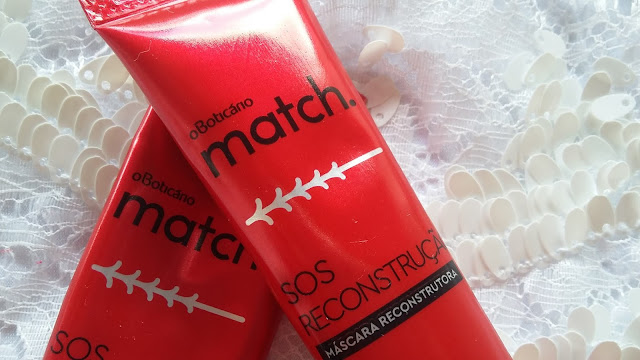 oBoticário
match.
SOS
RECONSTRUÇÃ
MÁSCARA RECONSTRUTORA
oBoticário
match.
SOS